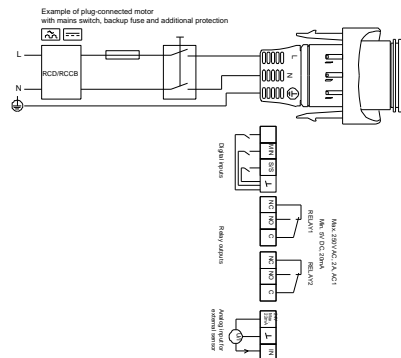 Example of plug-connected motor
with mains switch, backup fuse and additional protection
L
RCD/RCCB
N
L
N
MIN
S/S
Digital inputs
NC
NO
C
RELAY1
Max. 250V AC, 2A, AC1
Min. 5V DC, 20mA
Relay outputs
NC
NO
C
RELAY2
Analog input for
external sensor
IN